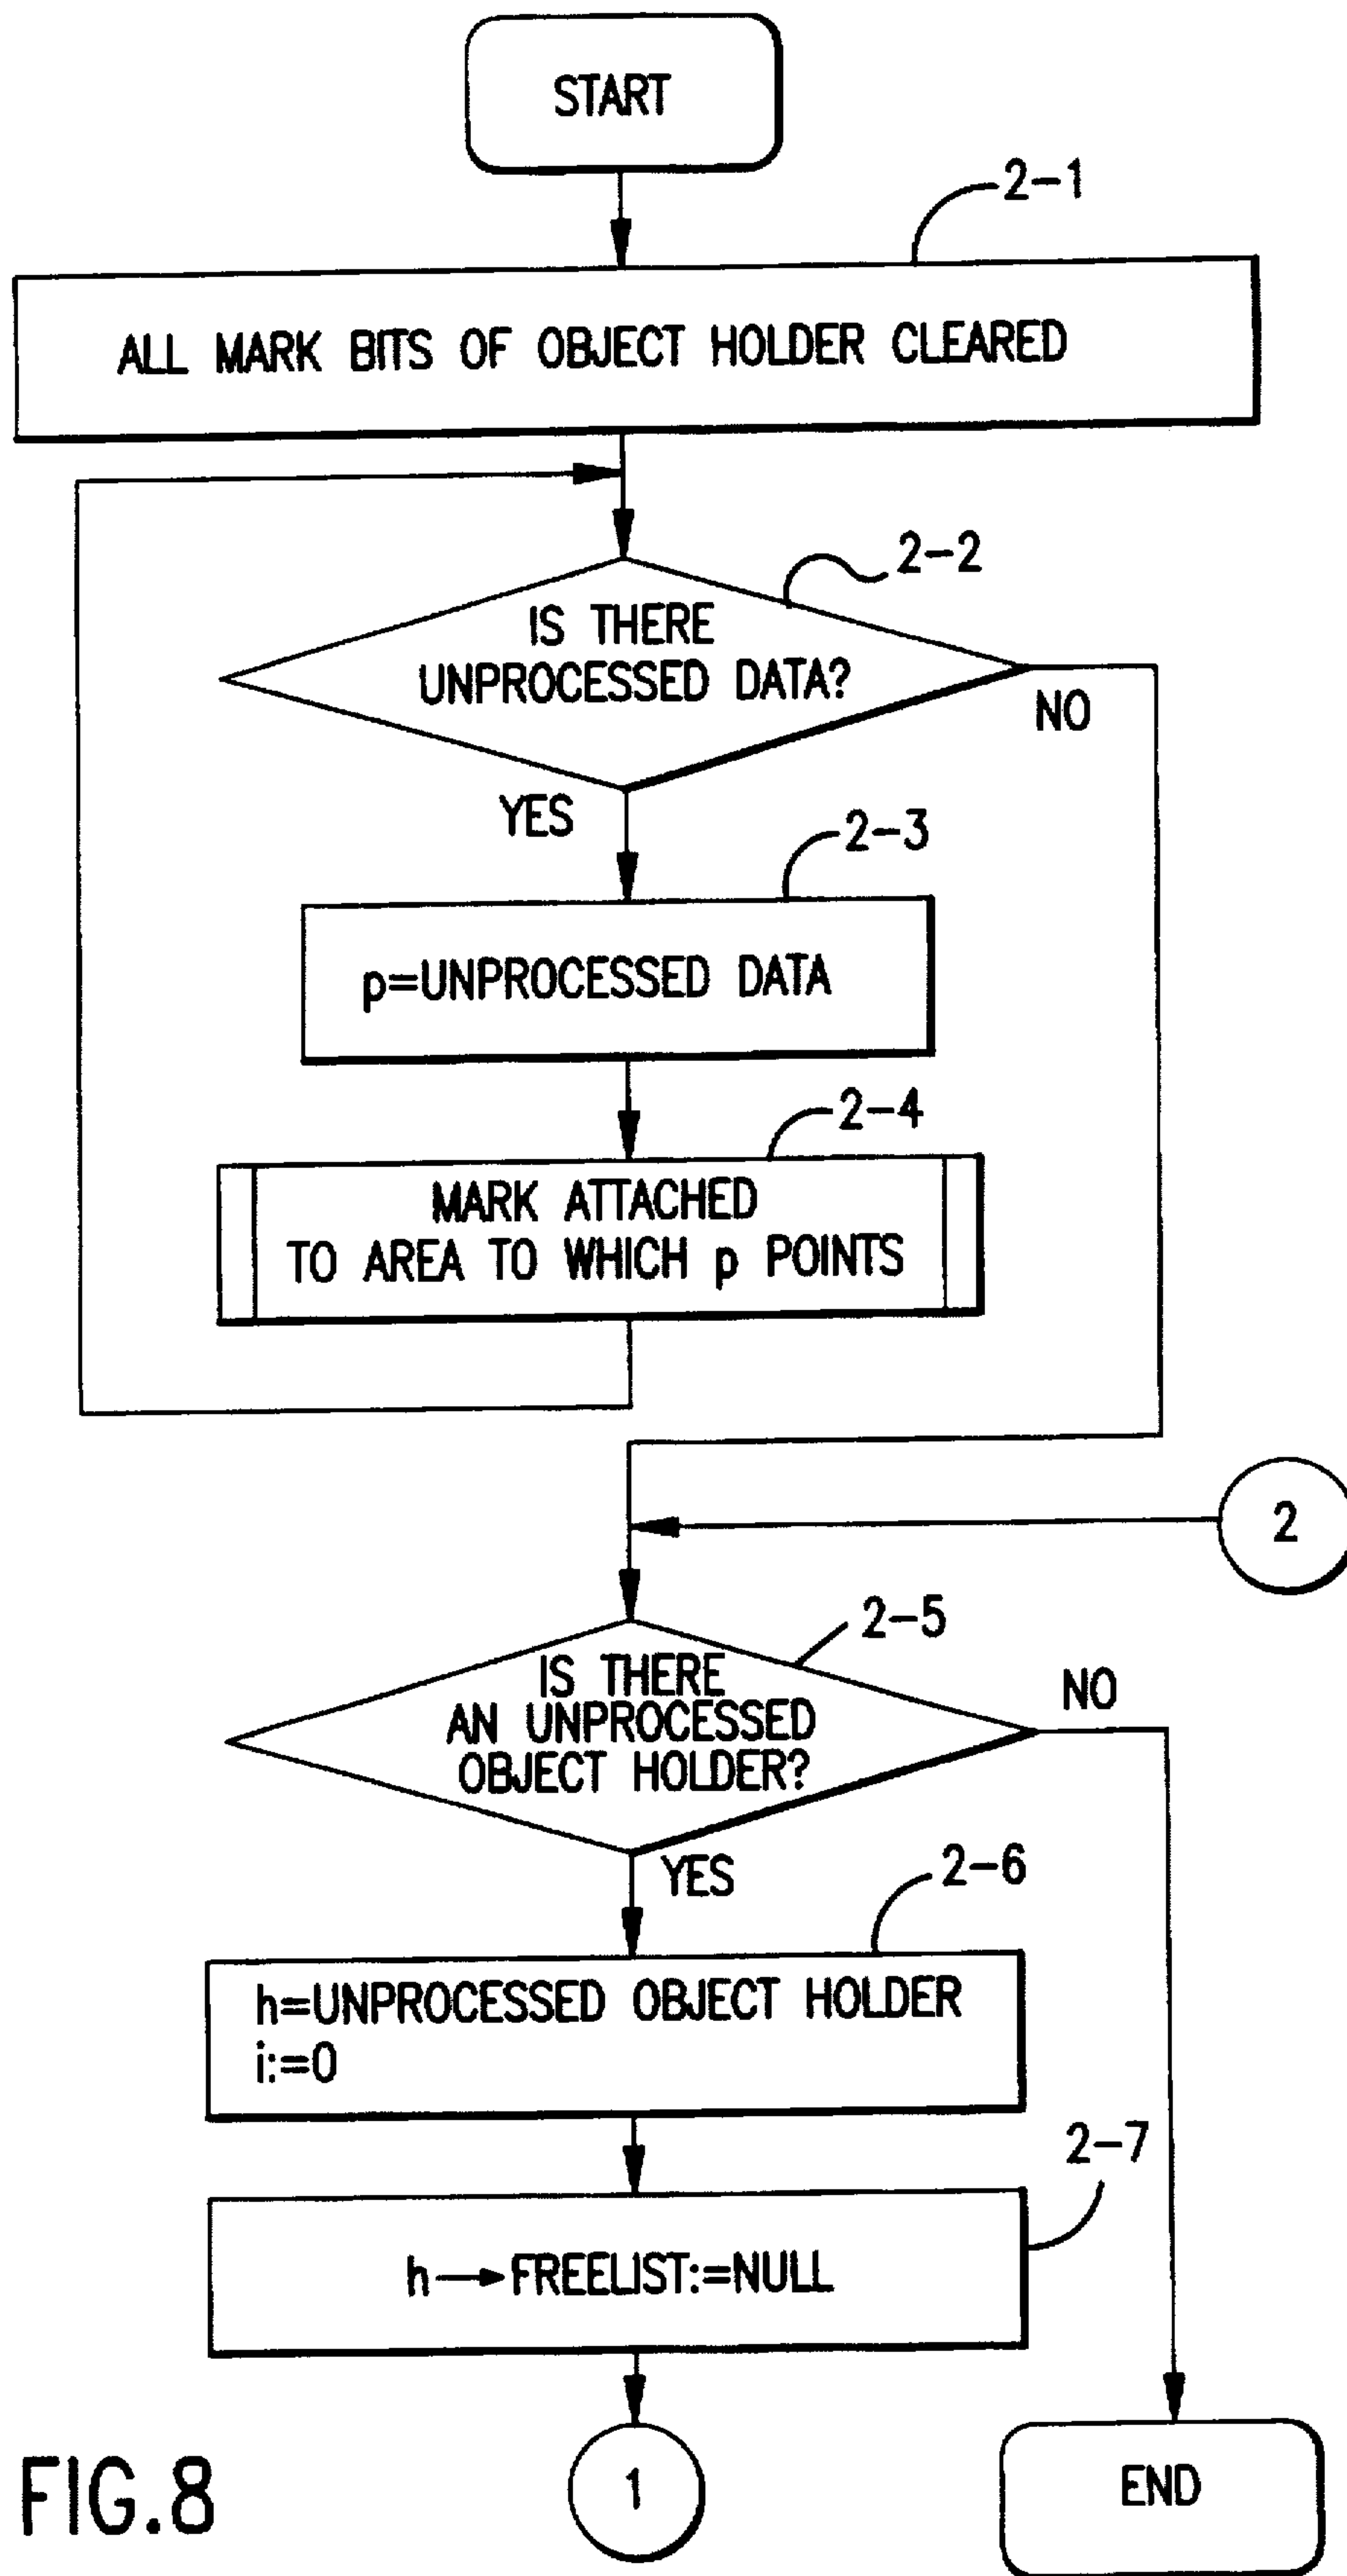 START
2-1
ALL MARK BITS OF OBJECT HOLDER CLEARED
2-2
IS THERE
UNPROCESSED DATA?
NO
YES
2-3
p=UNPROCESSED DATA
2-4
MARK ATTACHED
TO AREA TO WHICH p POINTS
2
2-5
IS THERE
AN UNPROCESSED
OBJECT HOLDER?
NO
YES
2-6
h=UNPROCESSED OBJECT HOLDER
i:=0
2-7
h→FREELIST:=NULL
1
END
FIG.8